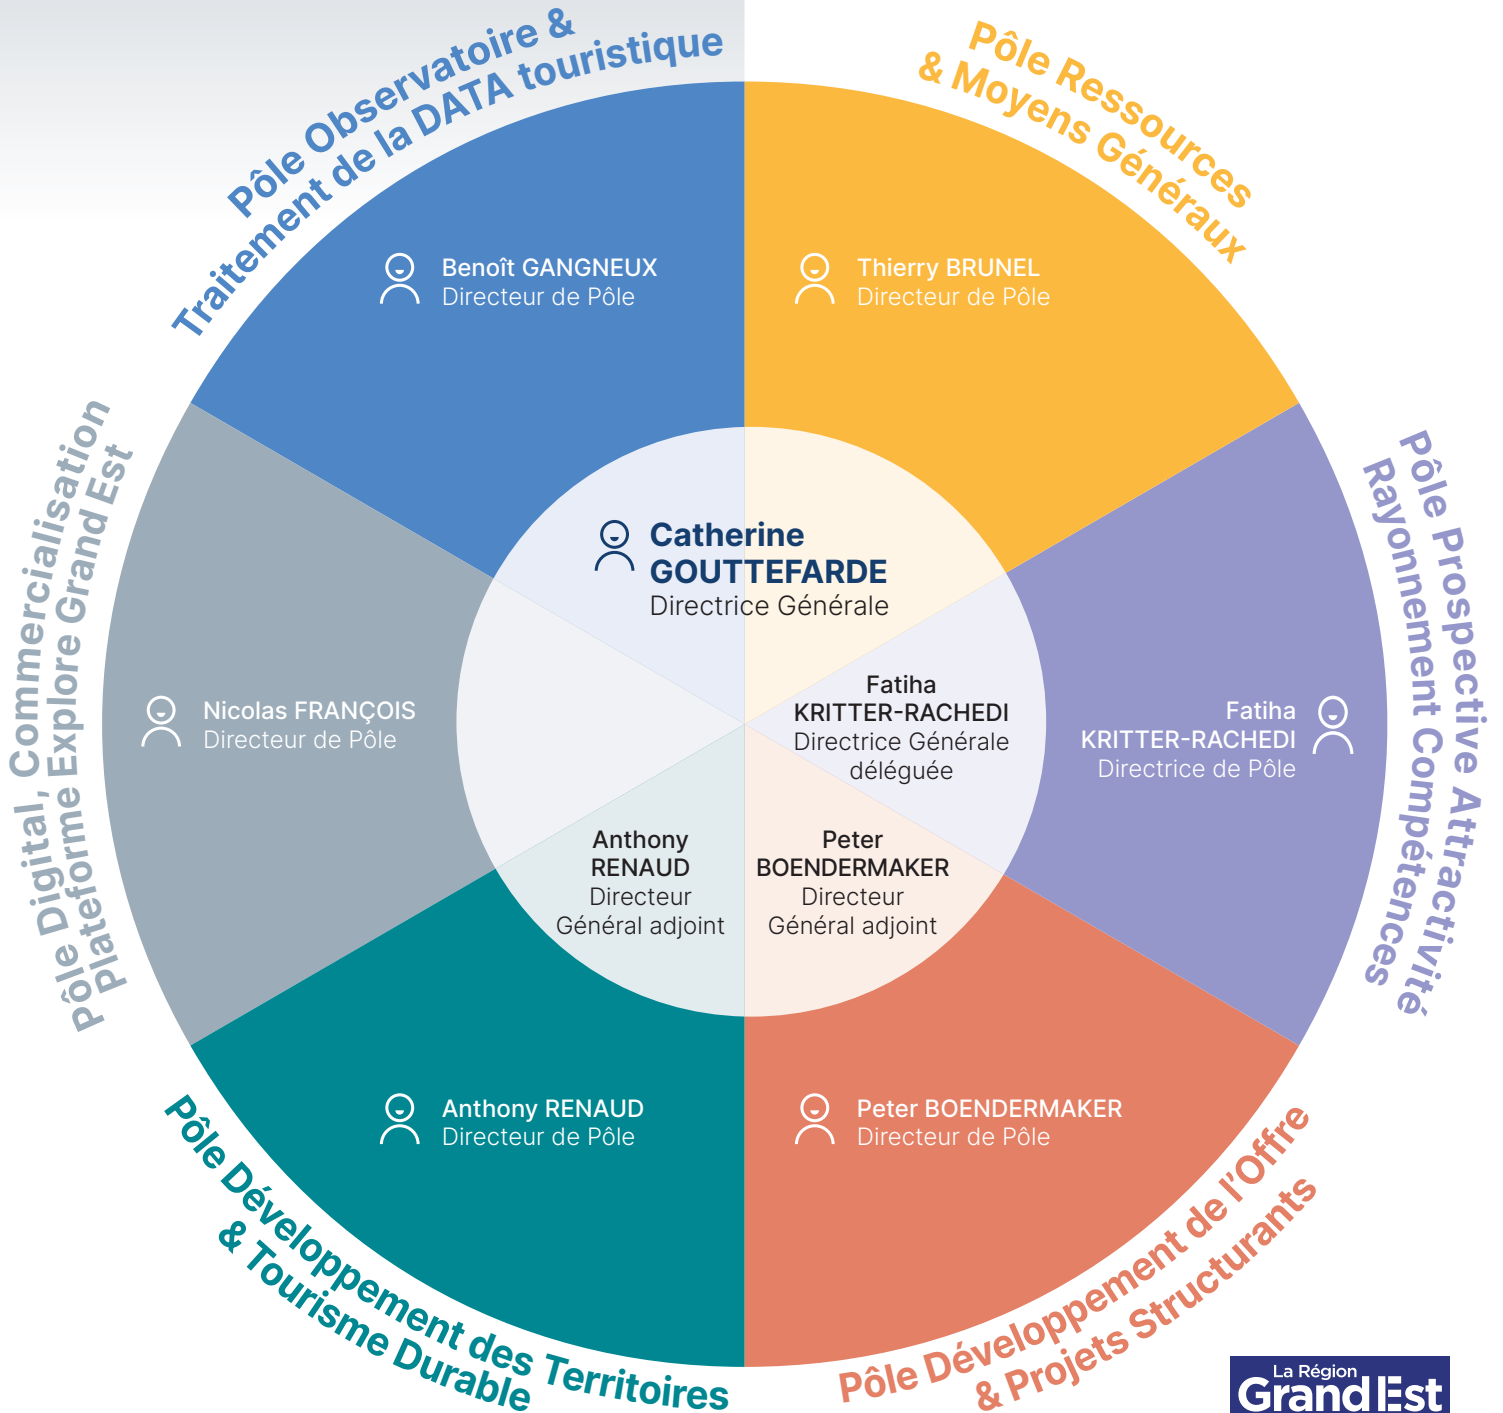 Pôle Observatoire &
Traitement de la DATA touristique
Pôle Ressources
& Moyens Généraux
Benoît GANGNEUX
Directeur de Pôle
Thierry BRUNEL
Directeur de Pôle
Pôle Digital, Commercialisation
Plateforme Explore Grand Est
Pôle Prospective Attractivité
Rayonnement Compétences
Catherine
GOUTTEFARDE
Directrice Générale
Nicolas FRANÇOIS
Directeur de Pôle
Fatiha
KRITTER-RACHEDI
Directrice Générale
déléguée
Fatiha
KRITTER-RACHEDI
Directrice de Pôle
Anthony
RENAUD
Directeur
Général adjoint
Peter
BOENDERMAKER
Directeur
Général adjoint
Anthony RENAUD
Directeur de Pôle
Peter BOENDERMAKER
Directeur de Pôle
Pôle Développement des Territoires
& Tourisme Durable
Pôle Développement de l'Offre
& Projets Structurants
La Région
Grand Est